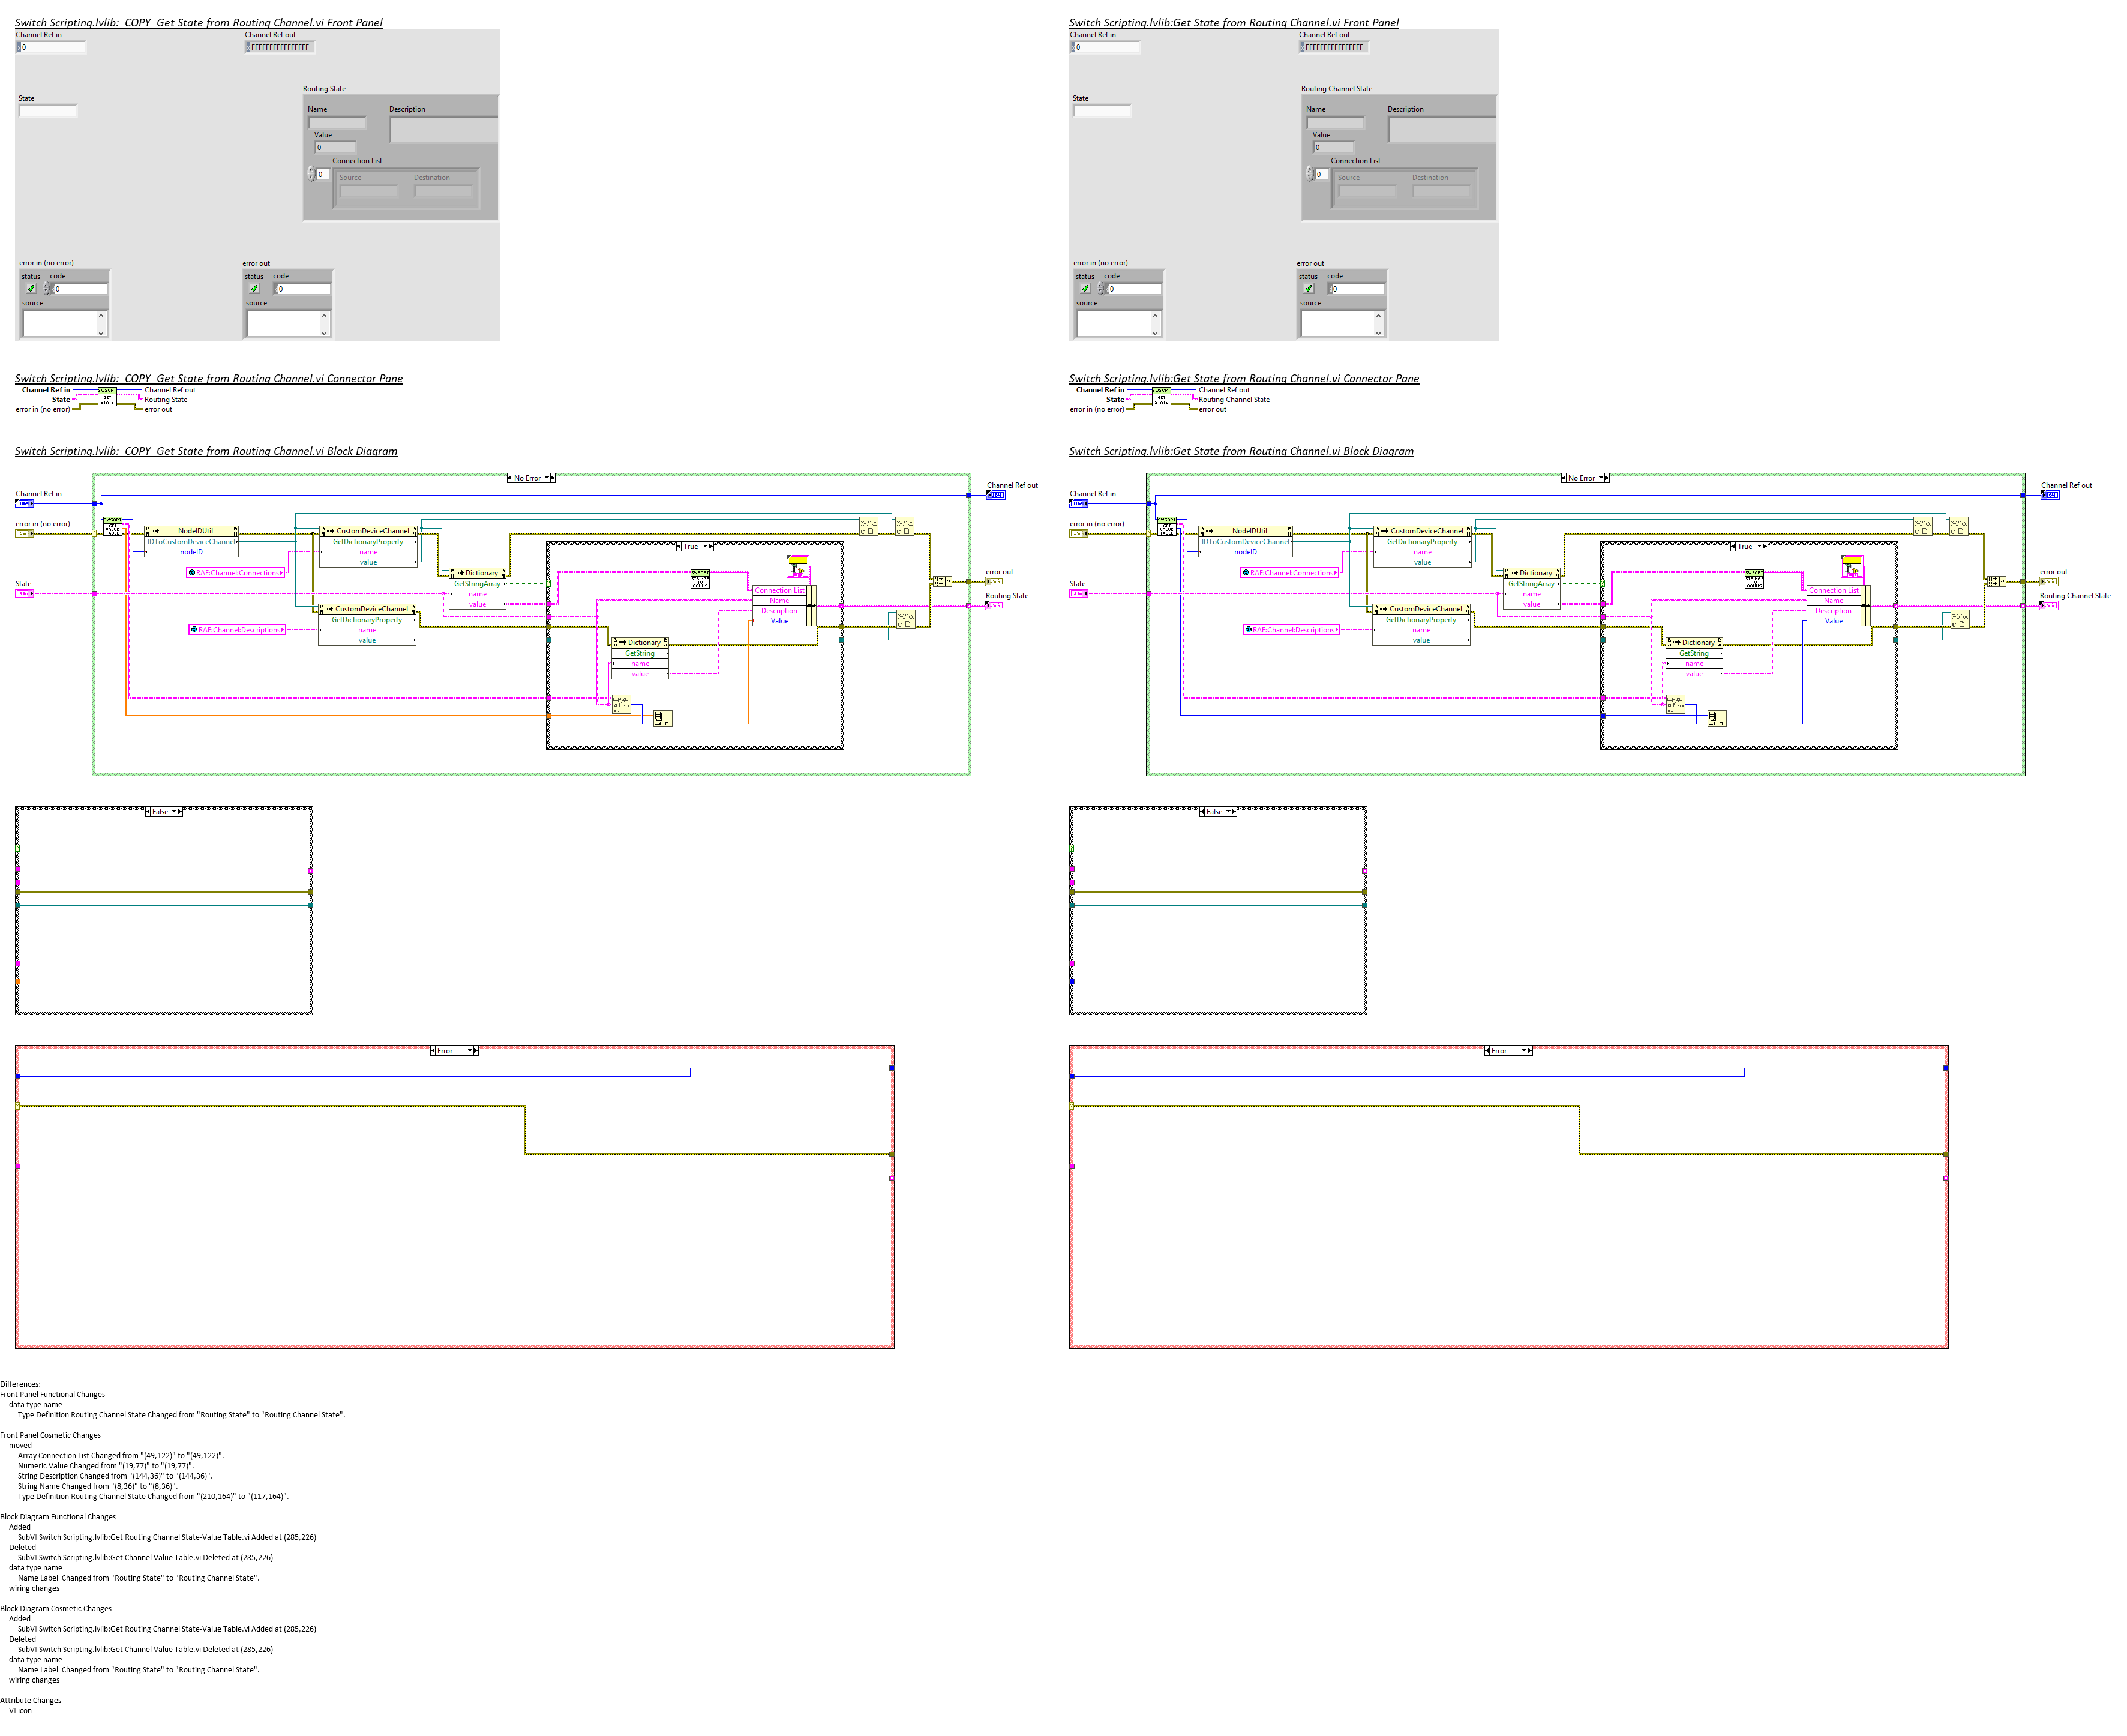 Switch Scripting.lvlib:_COPY_Get State from Routing Channel.vi Front Panel
Channel Ref in
Channel Ref out
0
FFFFFFFFFFFFFFFF
Routing State
State
Name
Description
Value
0
Connection List
0
Source
Destination
error in (no error)
error out
status
code
status
code
0
0
source
source
Switch Scripting.lvlib:_COPY_Get State from Routing Channel.vi Connector Pane
Channel Ref in
Channel Ref out
State
Routing State
error in (no error)
error out
SWSCPT
GET
STATE
Switch Scripting.lvlib:_COPY_Get State from Routing Channel.vi Block Diagram
No Error
Channel Ref in
Channel Ref out
error in (no error)
NodeIDUtil
IDToCustomDeviceChannel
nodeID
CustomDeviceChannel
GetDictionaryProperty
name
value
True
RAF:Channel:Connections
Dictionary
GetStringArray
name
value
SWSCPT
STRINGS
TO
CONNS
error out
State
Connection List
Name
Description
Value
Routing State
CustomDeviceChannel
GetDictionaryProperty
name
value
RAF:Channel:Descriptions
Dictionary
GetString
name
value
False
Error
Switch Scripting.lvlib:Get State from Routing Channel.vi Front Panel
Channel Ref in
Channel Ref out
0
FFFFFFFFFFFFFFFF
Routing Channel State
State
Name
Description
Value
0
Connection List
0
Source
Destination
error in (no error)
error out
status
code
status
code
0
0
source
source
Switch Scripting.lvlib:Get State from Routing Channel.vi Connector Pane
Channel Ref in
Channel Ref out
State
Routing Channel State
error in (no error)
error out
SWSCPT
GET
STATE
Switch Scripting.lvlib:Get State from Routing Channel.vi Block Diagram
No Error
Channel Ref in
Channel Ref out
error in (no error)
NodeIDUtil
IDToCustomDeviceChannel
nodeID
CustomDeviceChannel
GetDictionaryProperty
name
value
True
RAF:Channel:Connections
Dictionary
GetStringArray
name
value
SWSCPT
STRINGS
TO
CONNS
error out
State
Connection List
Name
Description
Value
Routing Channel State
CustomDeviceChannel
GetDictionaryProperty
name
value
RAF:Channel:Descriptions
Dictionary
GetString
name
value
False
Error
Differences:
Front Panel Functional Changes
data type name
Type Definition Routing Channel State Changed from "Routing State" to "Routing Channel State".
Front Panel Cosmetic Changes
moved
Array Connection List Changed from "(49,122)" to "(49,122)".
Numeric Value Changed from "(19,77)" to "(19,77)".
String Description Changed from "(144,36)" to "(144,36)".
String Name Changed from "(8,36)" to "(8,36)".
Type Definition Routing Channel State Changed from "(210,164)" to "(117,164)".
Block Diagram Functional Changes
Added
SubVI Switch Scripting.lvlib:Get Routing Channel State-Value Table.vi Added at (285,226)
Deleted
SubVI Switch Scripting.lvlib:Get Channel Value Table.vi Deleted at (285,226)
data type name
Name Label Changed from "Routing State" to "Routing Channel State".
wiring changes
Block Diagram Cosmetic Changes
Added
SubVI Switch Scripting.lvlib:Get Routing Channel State-Value Table.vi Added at (285,226)
Deleted
SubVI Switch Scripting.lvlib:Get Channel Value Table.vi Deleted at (285,226)
data type name
Name Label Changed from "Routing State" to "Routing Channel State".
wiring changes
Attribute Changes
VI icon